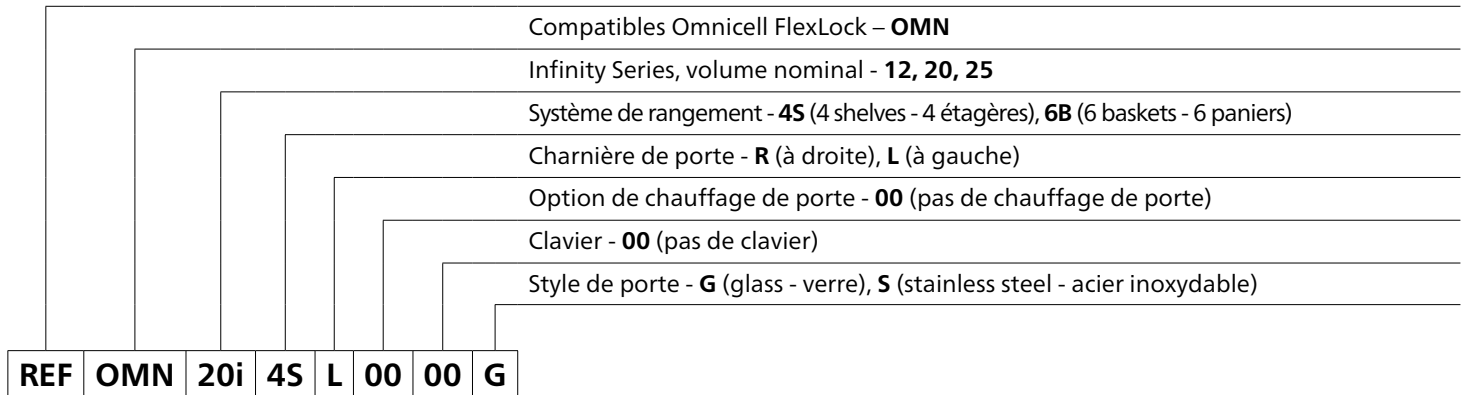 Compatibles Omnicell FlexLock – OMN
Infinity Series, volume nominal - 12, 20, 25
Système de rangement - 4S (4 shelves - 4 étagères), 6B (6 baskets - 6 paniers)
Charnière de porte - R (à droite), L (à gauche)
Option de chauffage de porte - 00 (pas de chauffage de porte)
Clavier - 00 (pas de clavier)
Style de porte - G (glass - verre), S (stainless steel - acier inoxydable)
REF OMN 20i 4S L 00 00 G